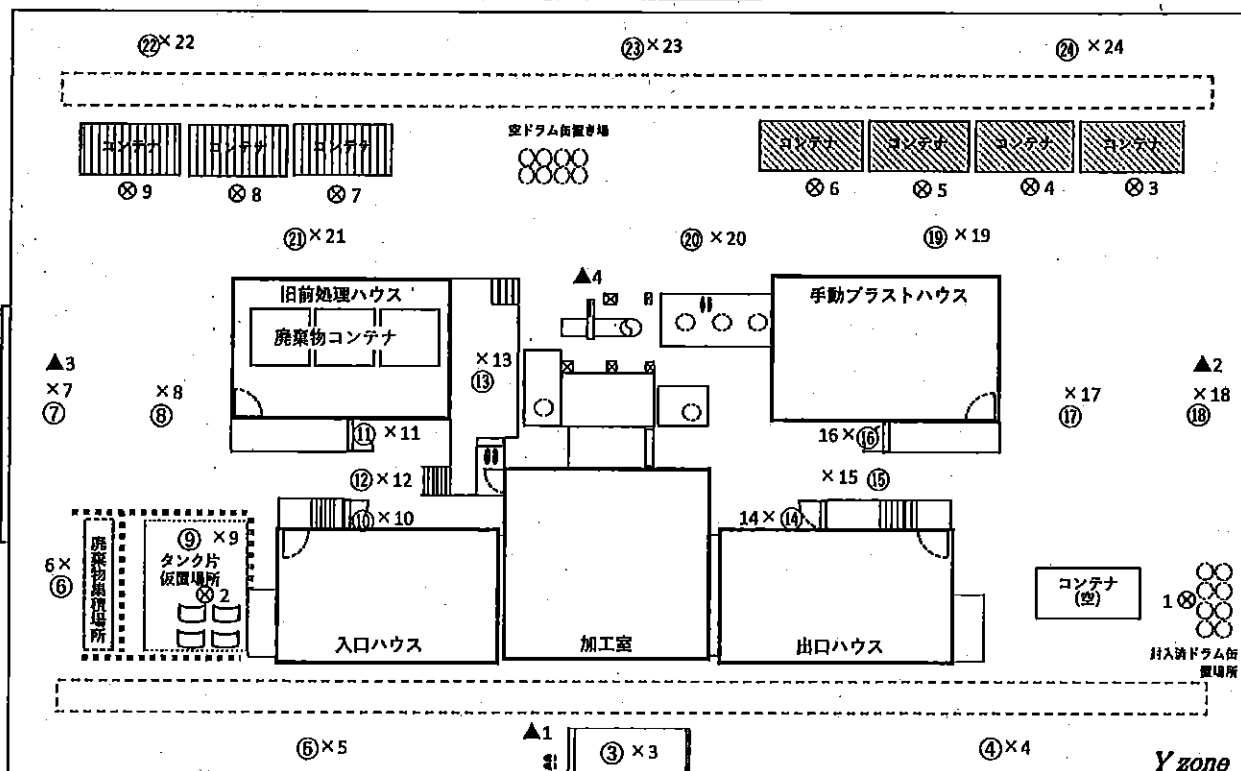 ㉒×22
㉓×23
㉔ ×24
空ドラム缶置き場
コンテナ
コンテナ
コンテナ
コンテナ
コンテナ
コンテナ
コンテナ
⊗9
⊗8
⊗7
⊗6
⊗5
⊗4
⊗3
㉑×21
⑳×20
⑲×19
▲4
旧前処理ハウス
廃棄物コンテナ
手動ブラストハウス
▲3
×7
⑦
×8
⑧
×13
⑬
▲2
×17
⑰
×18
⑱
⑪×11
16×⑯
⑫×12
×15 ⑮
⑩×10
14×⑭
6×
⑥
廃棄物集積場所
⑨ ×9
タンク片
仮置場所
⊗2
コンテナ
(空)
1⊗
入口ハウス
加工室
出口ハウス
封入済ドラム缶
置場所
▲1
×5
③×3
④×4
Y zone